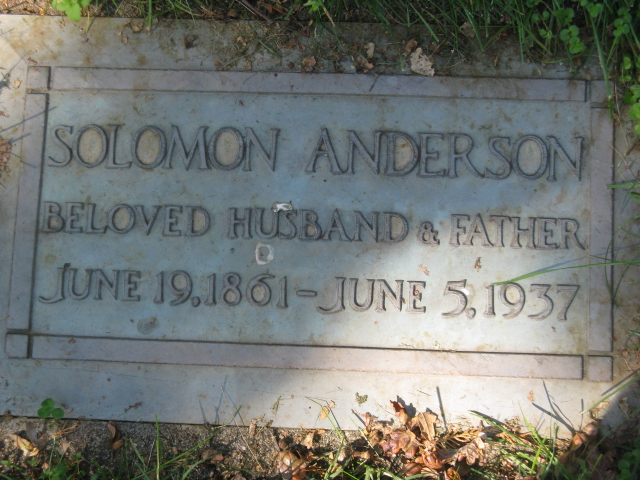 SOLOMON ANDERSON
BELOVED HUSBAND & FATHER
JUNE 19, 1861 - JUNE 5, 1937